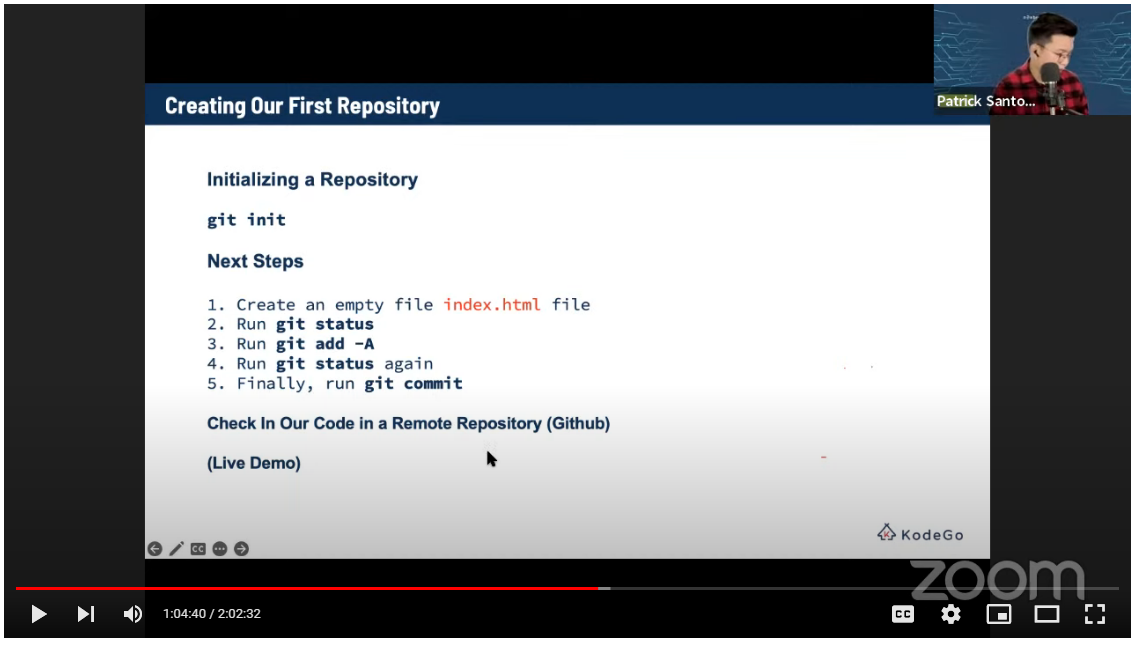 Patrick Santo...
Creating Our First Repository
Initializing a Repository
git init
Next Steps
1. Create an empty file index.html file
2. Run git status
3. Run git add -A
4. Run git status again
5. Finally, run git commit
Check In Our Code in a Remote Repository (Github)
(Live Demo)
KodeGo
CC
zoom
1:04:40 / 2:02:32
CC